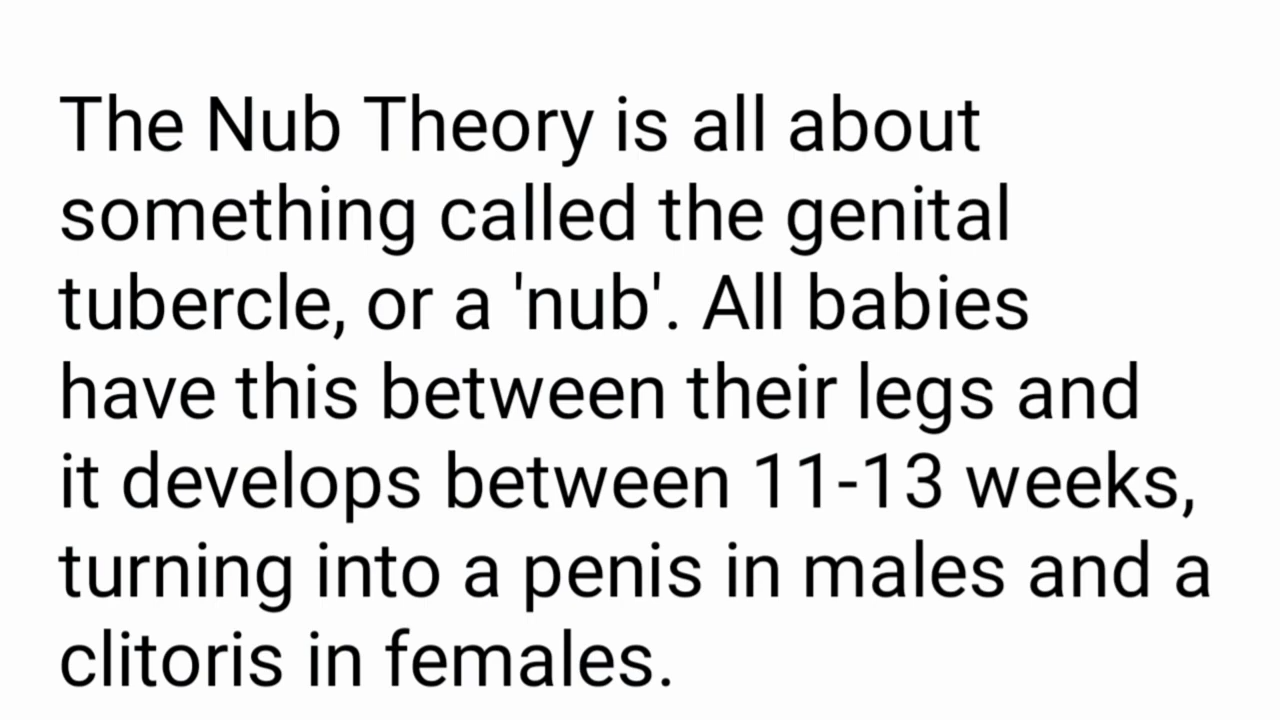 The Nub Theory is all about
something called the genital
tubercle, or a 'nub'. All babies
have this between their legs and
it develops between 11-13 weeks,
turning into a penis in males and a
clitoris in females.